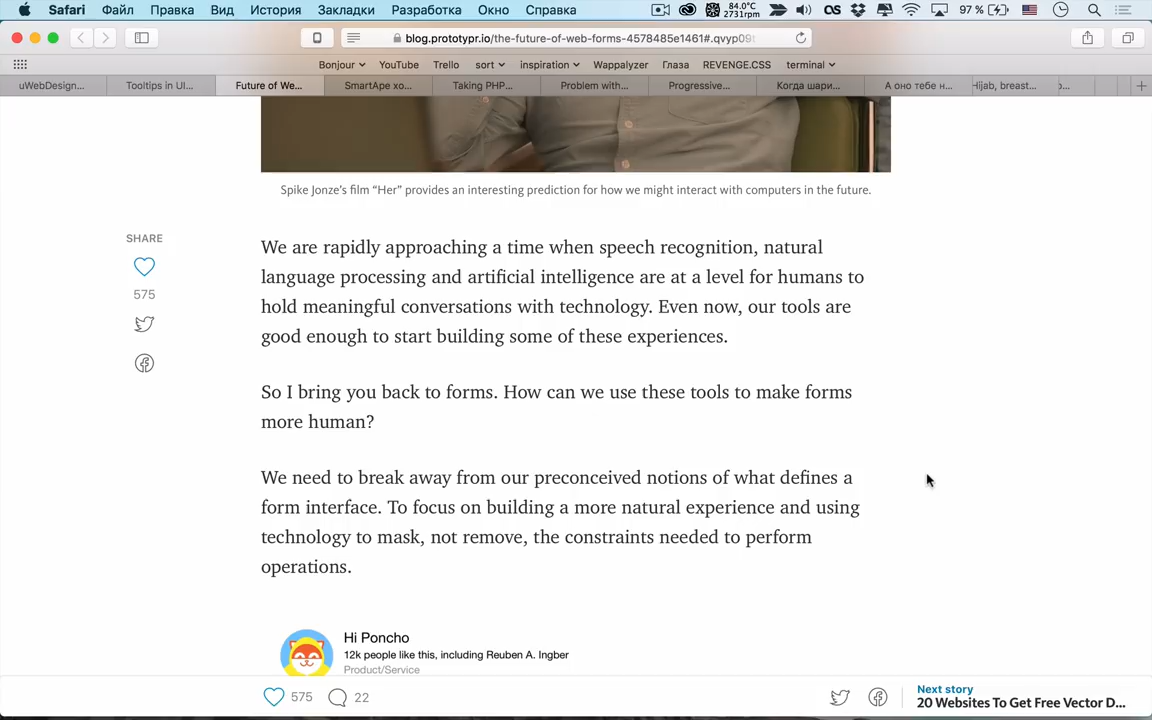 Safari Файл Правка Вид История Закладки Разработка Окно Справка 84.0°C 2731rpm 97 %
blog.prototypr.io/the-future-of-web-forms-4578485e1461#.qvyp09
Bonjour YouTube Trello sort inspiration Wappalyzer Глаза REVENGE.CSS terminal
uWebDesign... Tooltips in UI... Future of We... SmartApe хо... Taking PHP... Problem with... Progressive... Когда шари... А оно тебе н... Hijab, breast...
Spike Jonze's film “Her” provides an interesting prediction for how we might interact with computers in the future.
SHARE
575
We are rapidly approaching a time when speech recognition, natural
language processing and artificial intelligence are at a level for humans to
hold meaningful conversations with technology. Even now, our tools are
good enough to start building some of these experiences.
So I bring you back to forms. How can we use these tools to make forms
more human?
We need to break away from our preconceived notions of what defines a
form interface. To focus on building a more natural experience and using
technology to mask, not remove, the constraints needed to perform
operations.
Hi Poncho
12k people like this, including Reuben A. Ingber
Product/Service
575 22
Next story
20 Websites To Get Free Vector D...